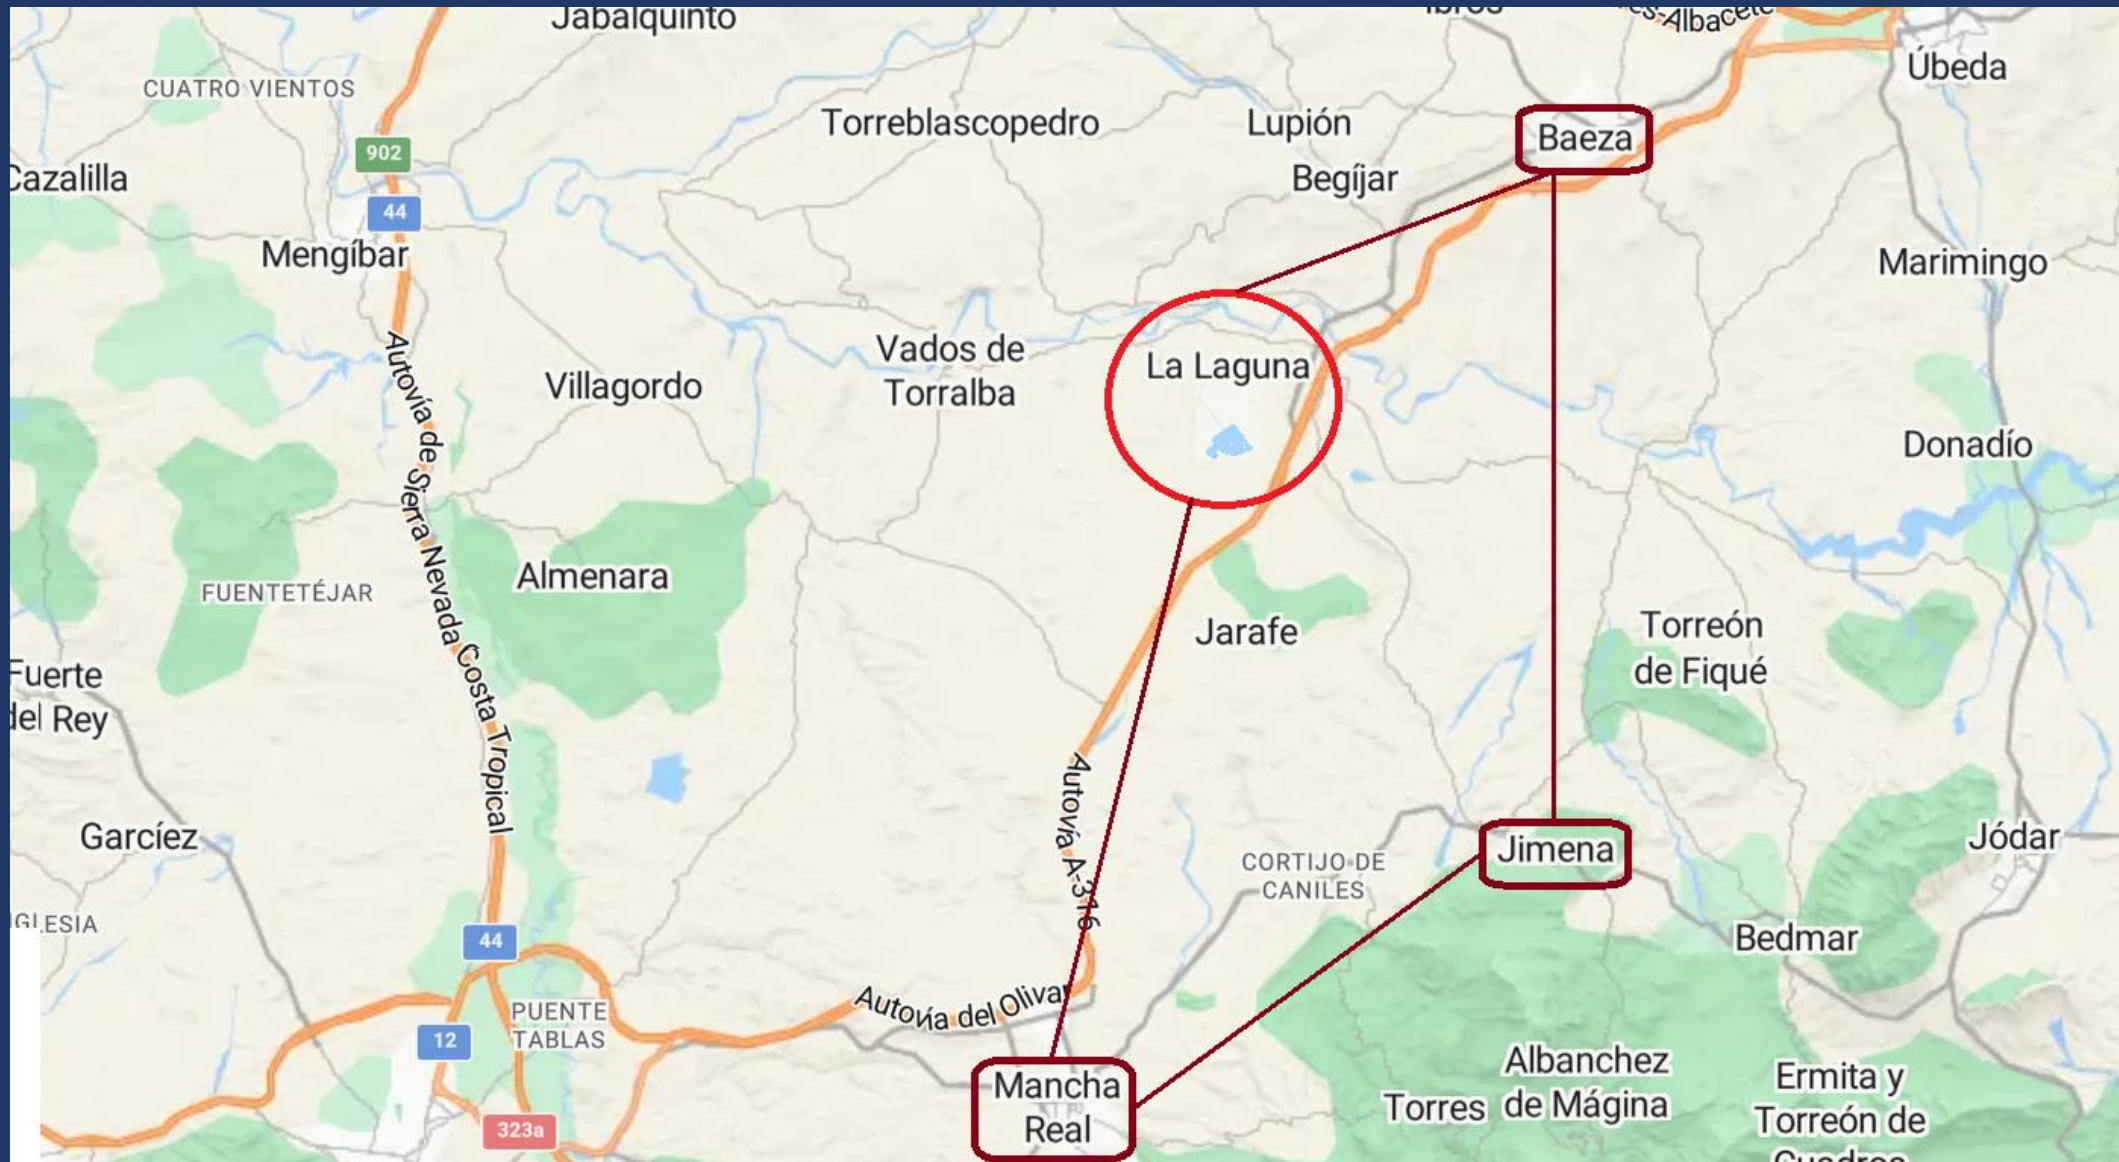 Jabalquinto
Ibros
Úbeda
CUATRO VIENTOS
Torreblascopedro
Lupión
Baeza
902
Cazalilla
Begíjar
44
Mengíbar
Marimingo
Vados de
Torralba
La Laguna
Villagordo
Autovía de Sierra Nevada Costa Tropical
Donadío
FUENTETÉJAR
Almenara
Jarafe
Torreón
de Fiqué
Fuerte
del Rey
Garcíez
Autovía A-316
CORTIJO DE
CANILES
Jimena
Jódar
IGLESIA
44
Bedmar
Autovía del Olivar
PUENTE
TABLAS
12
Mancha
Real
Albanchez
de Mágina
Torres
Ermita y
Torreón de
Cuadros
323a